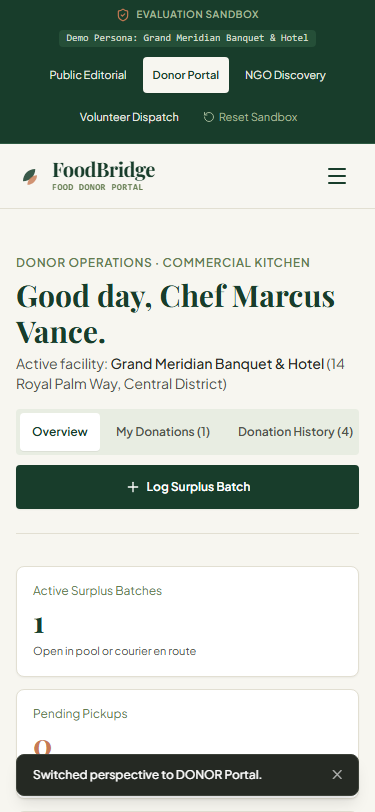 EVALUATION SANDBOX
Demo Persona: Grand Meridian Banquet & Hotel
Public Editorial
Donor Portal
NGO Discovery
Volunteer Dispatch
Reset Sandbox
FoodBridge
FOOD DONOR PORTAL
DONOR OPERATIONS · COMMERCIAL KITCHEN
Good day, Chef Marcus
Vance.
Active facility: Grand Meridian Banquet & Hotel (14
Royal Palm Way, Central District)
Overview
My Donations (1)
Donation History (4)
Log Surplus Batch
Active Surplus Batches
1
Open in pool or courier en route
Pending Pickups
0
Switched perspective to DONOR Portal.